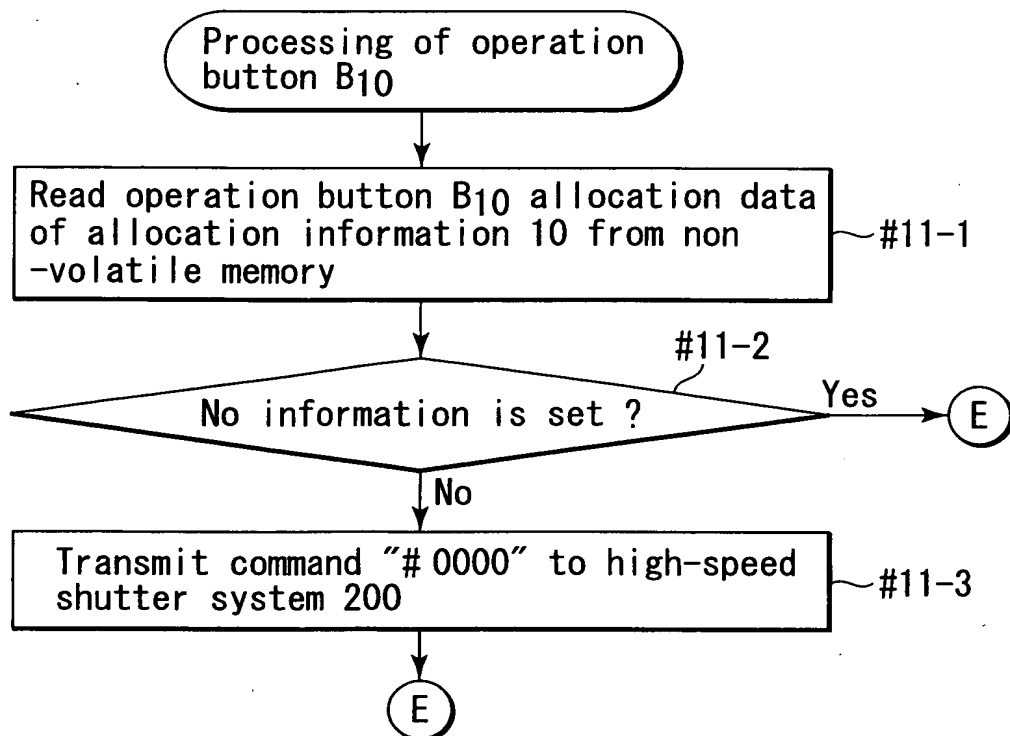 Processing of operation
button B10
Read operation button B10 allocation data
of allocation information 10 from non
-volatile memory
#11-1
#11-2
No information is set ?
Yes
E
No
Transmit command "# 0000" to high-speed
shutter system 200
#11-3
E